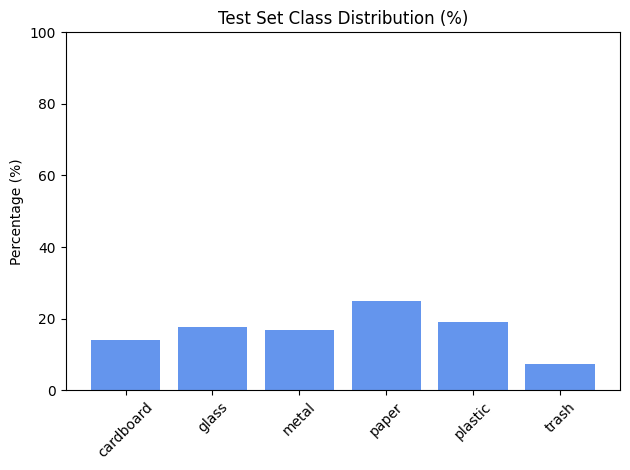 Test Set Class Distribution (%)
Percentage (%)
100
80
60
40
20
0
cardboard
glass
metal
paper
plastic
trash